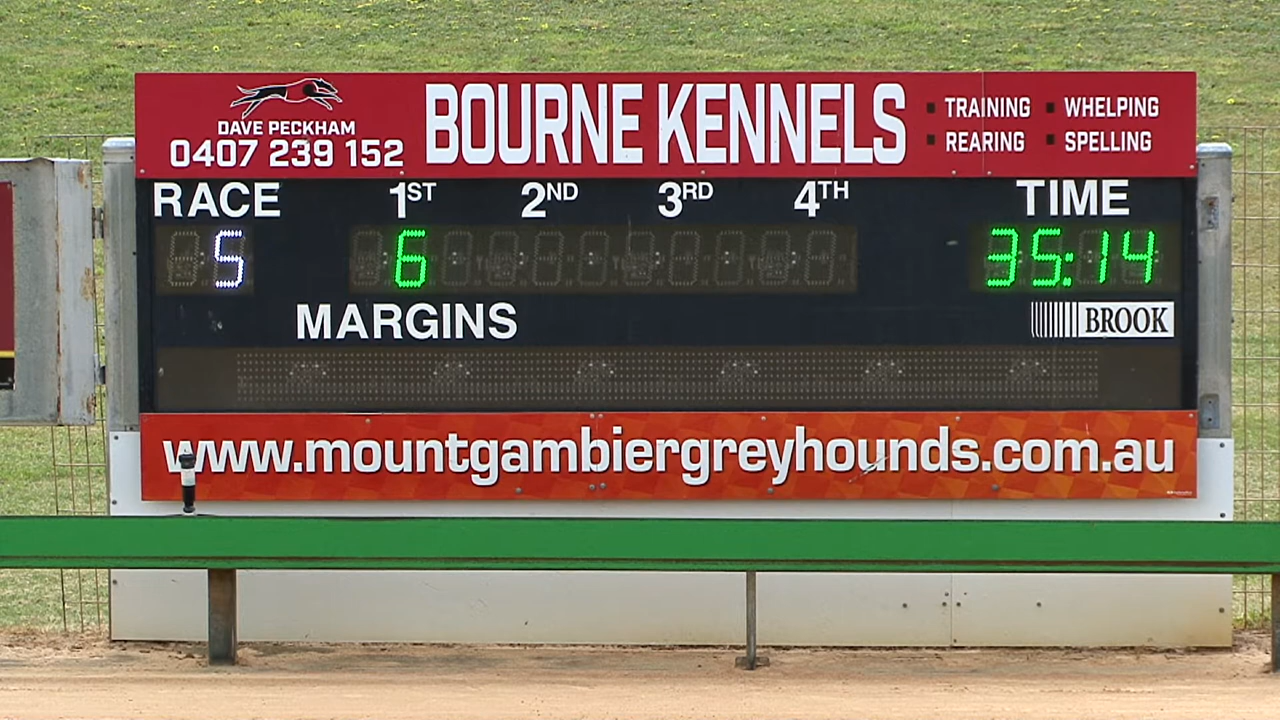 BOURNE KENNELS
DAVE PECKHAM
0407 239 152
TRAINING WHELPING
REARING SPELLING
RACE 1ST 2ND 3RD 4TH TIME
5 6 35:14
MARGINS
BROOK
www.mountgambiergreyhounds.com.au